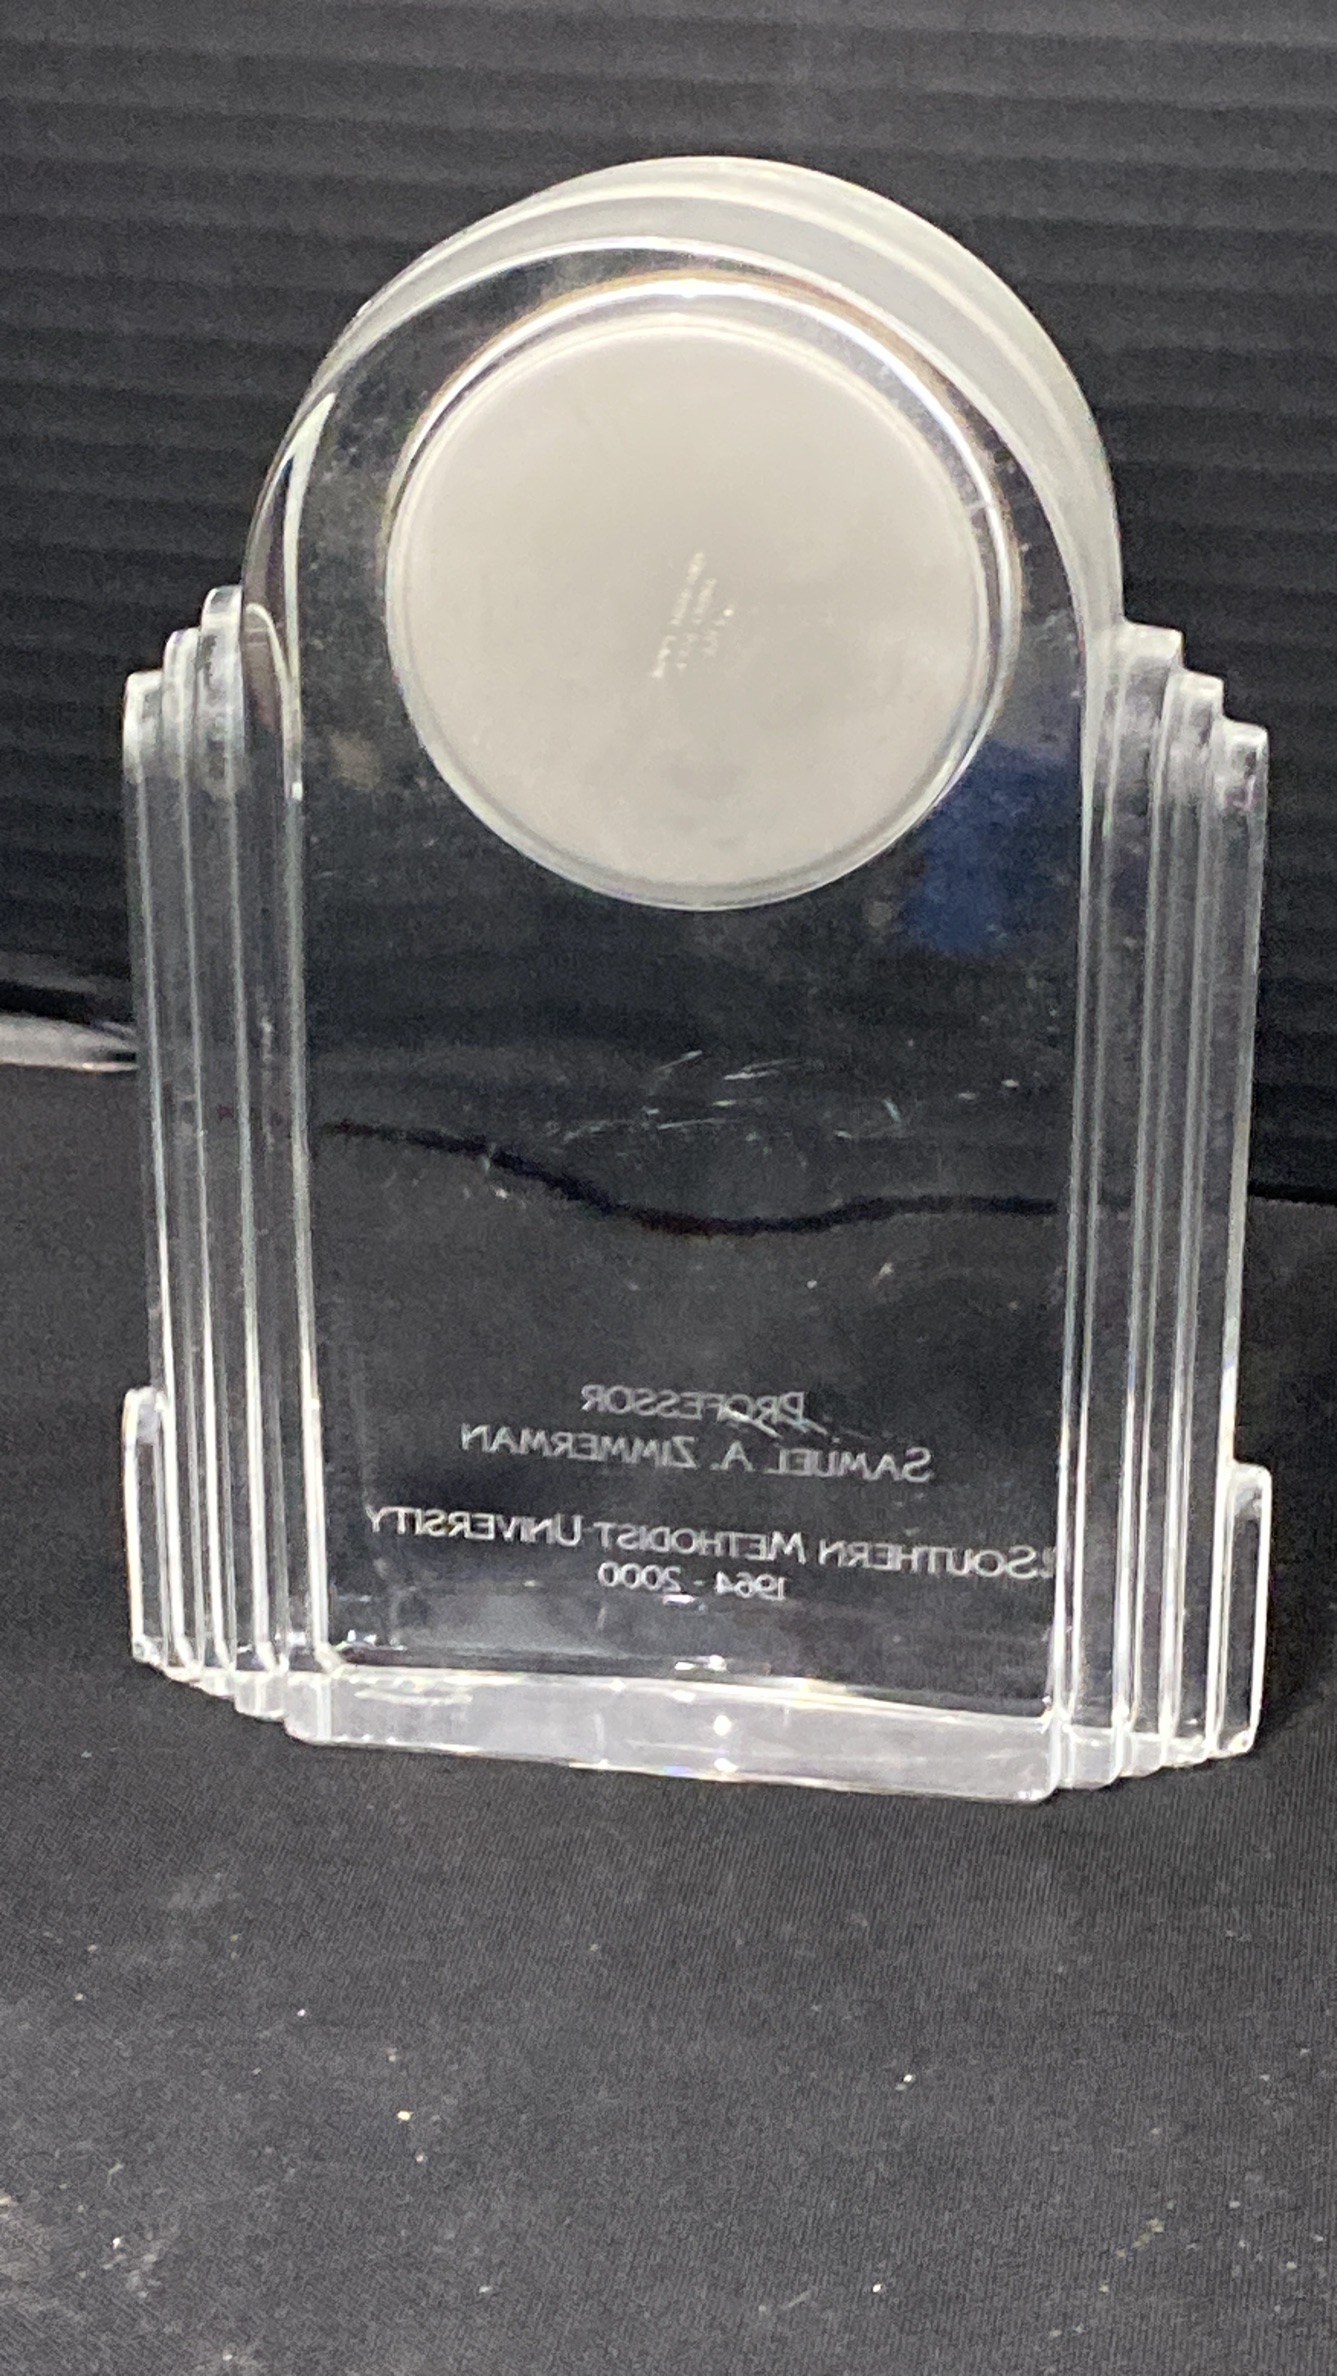 PROFESSOR
SAMUEL A. ZIMMERMAN
SOUTHERN METHODIST UNIVERSITY
1964 - 2000